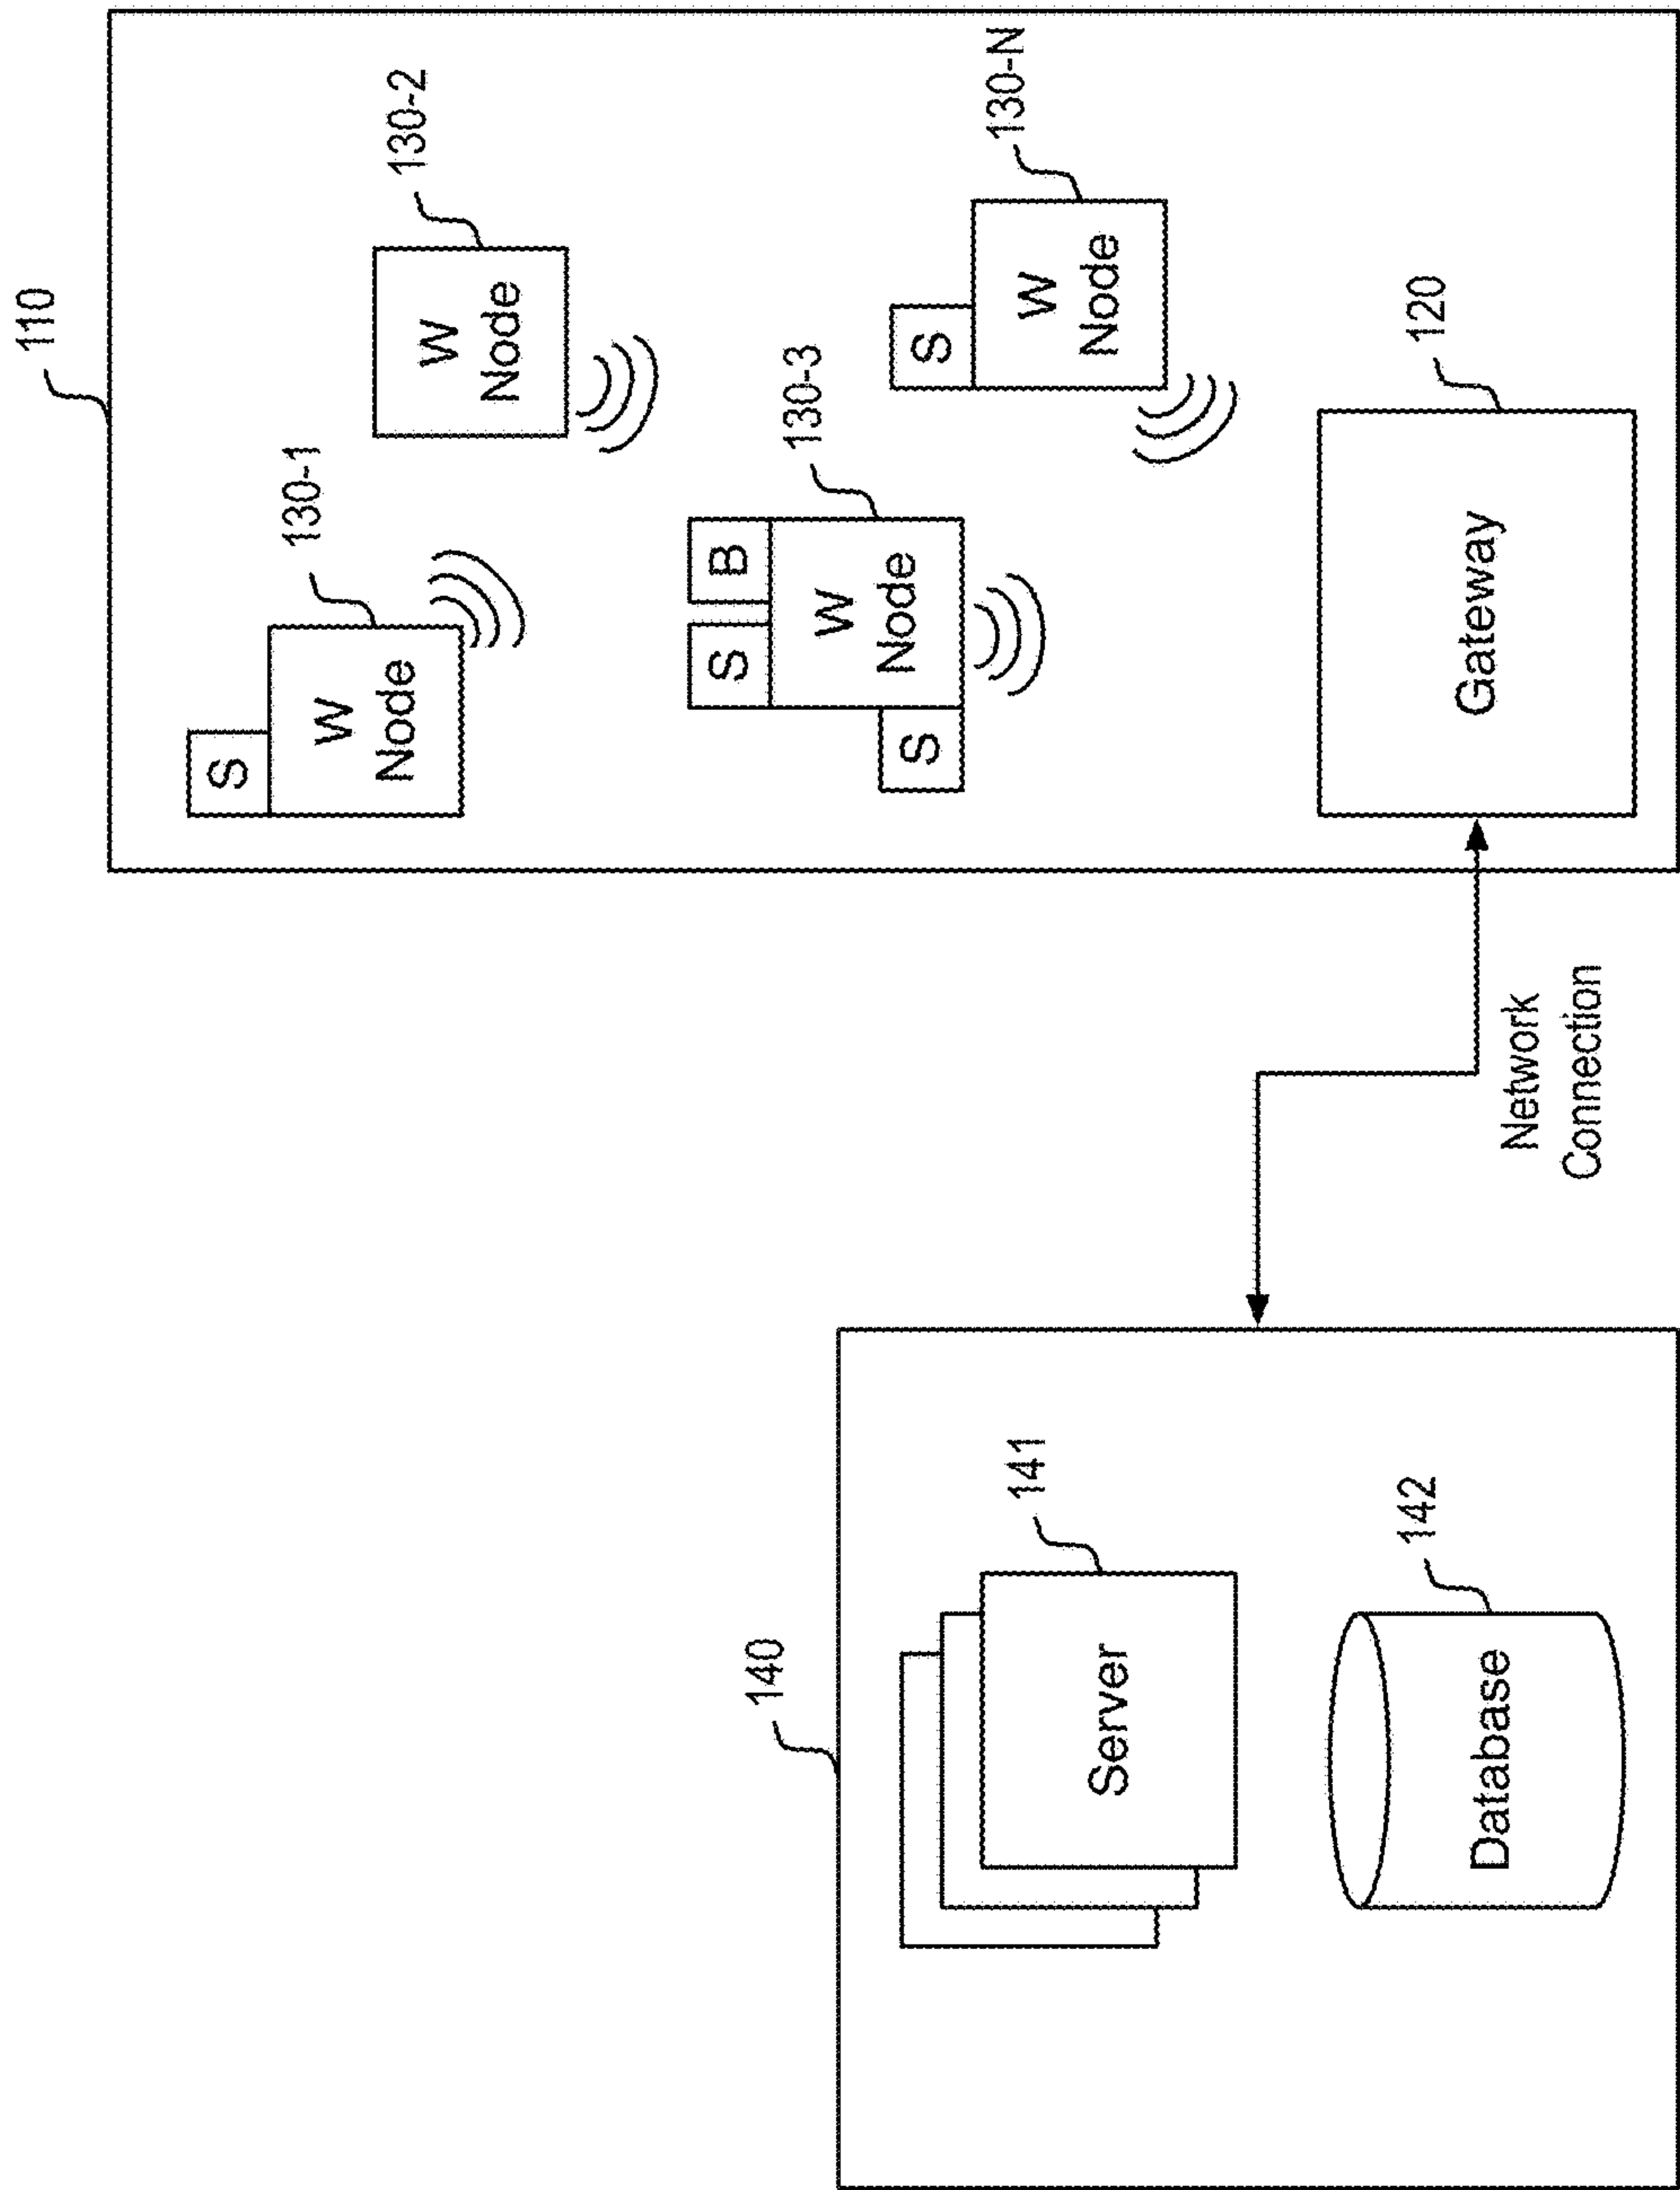 110
130-1
S
W
Node
130-2
W
Node
130-3
S
B
W
Node
S
130-N
S
W
Node
120
Gateway
Network
Connection
140
141
Server
142
Database